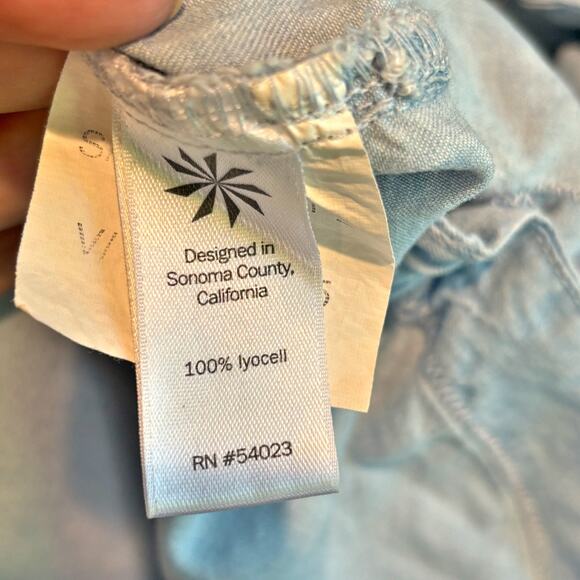 Designed in
Sonoma County,
California
100% lyocell
RN #54023